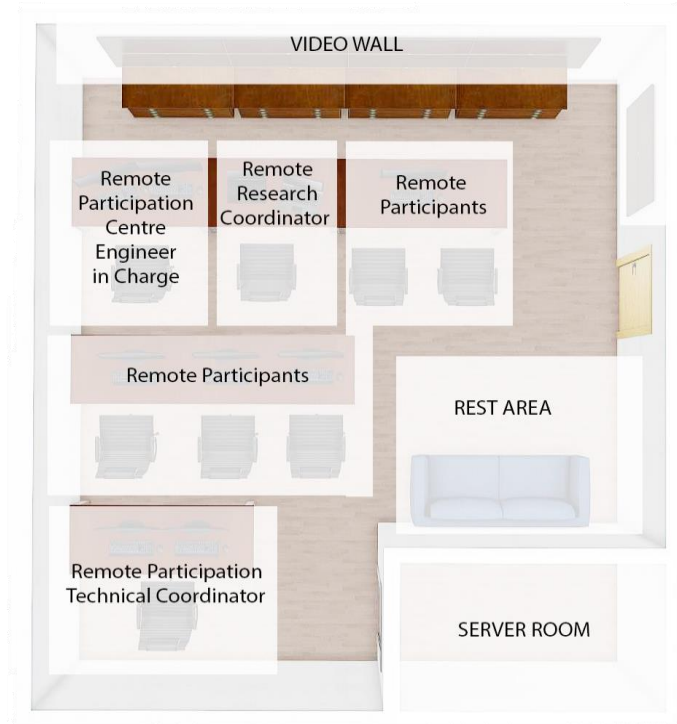 VIDEO WALL
Remote
Participation
Centre
Engineer
in Charge
Remote
Research
Coordinator
Remote
Participants
Remote Participants
REST AREA
Remote Participation
Technical Coordinator
SERVER ROOM